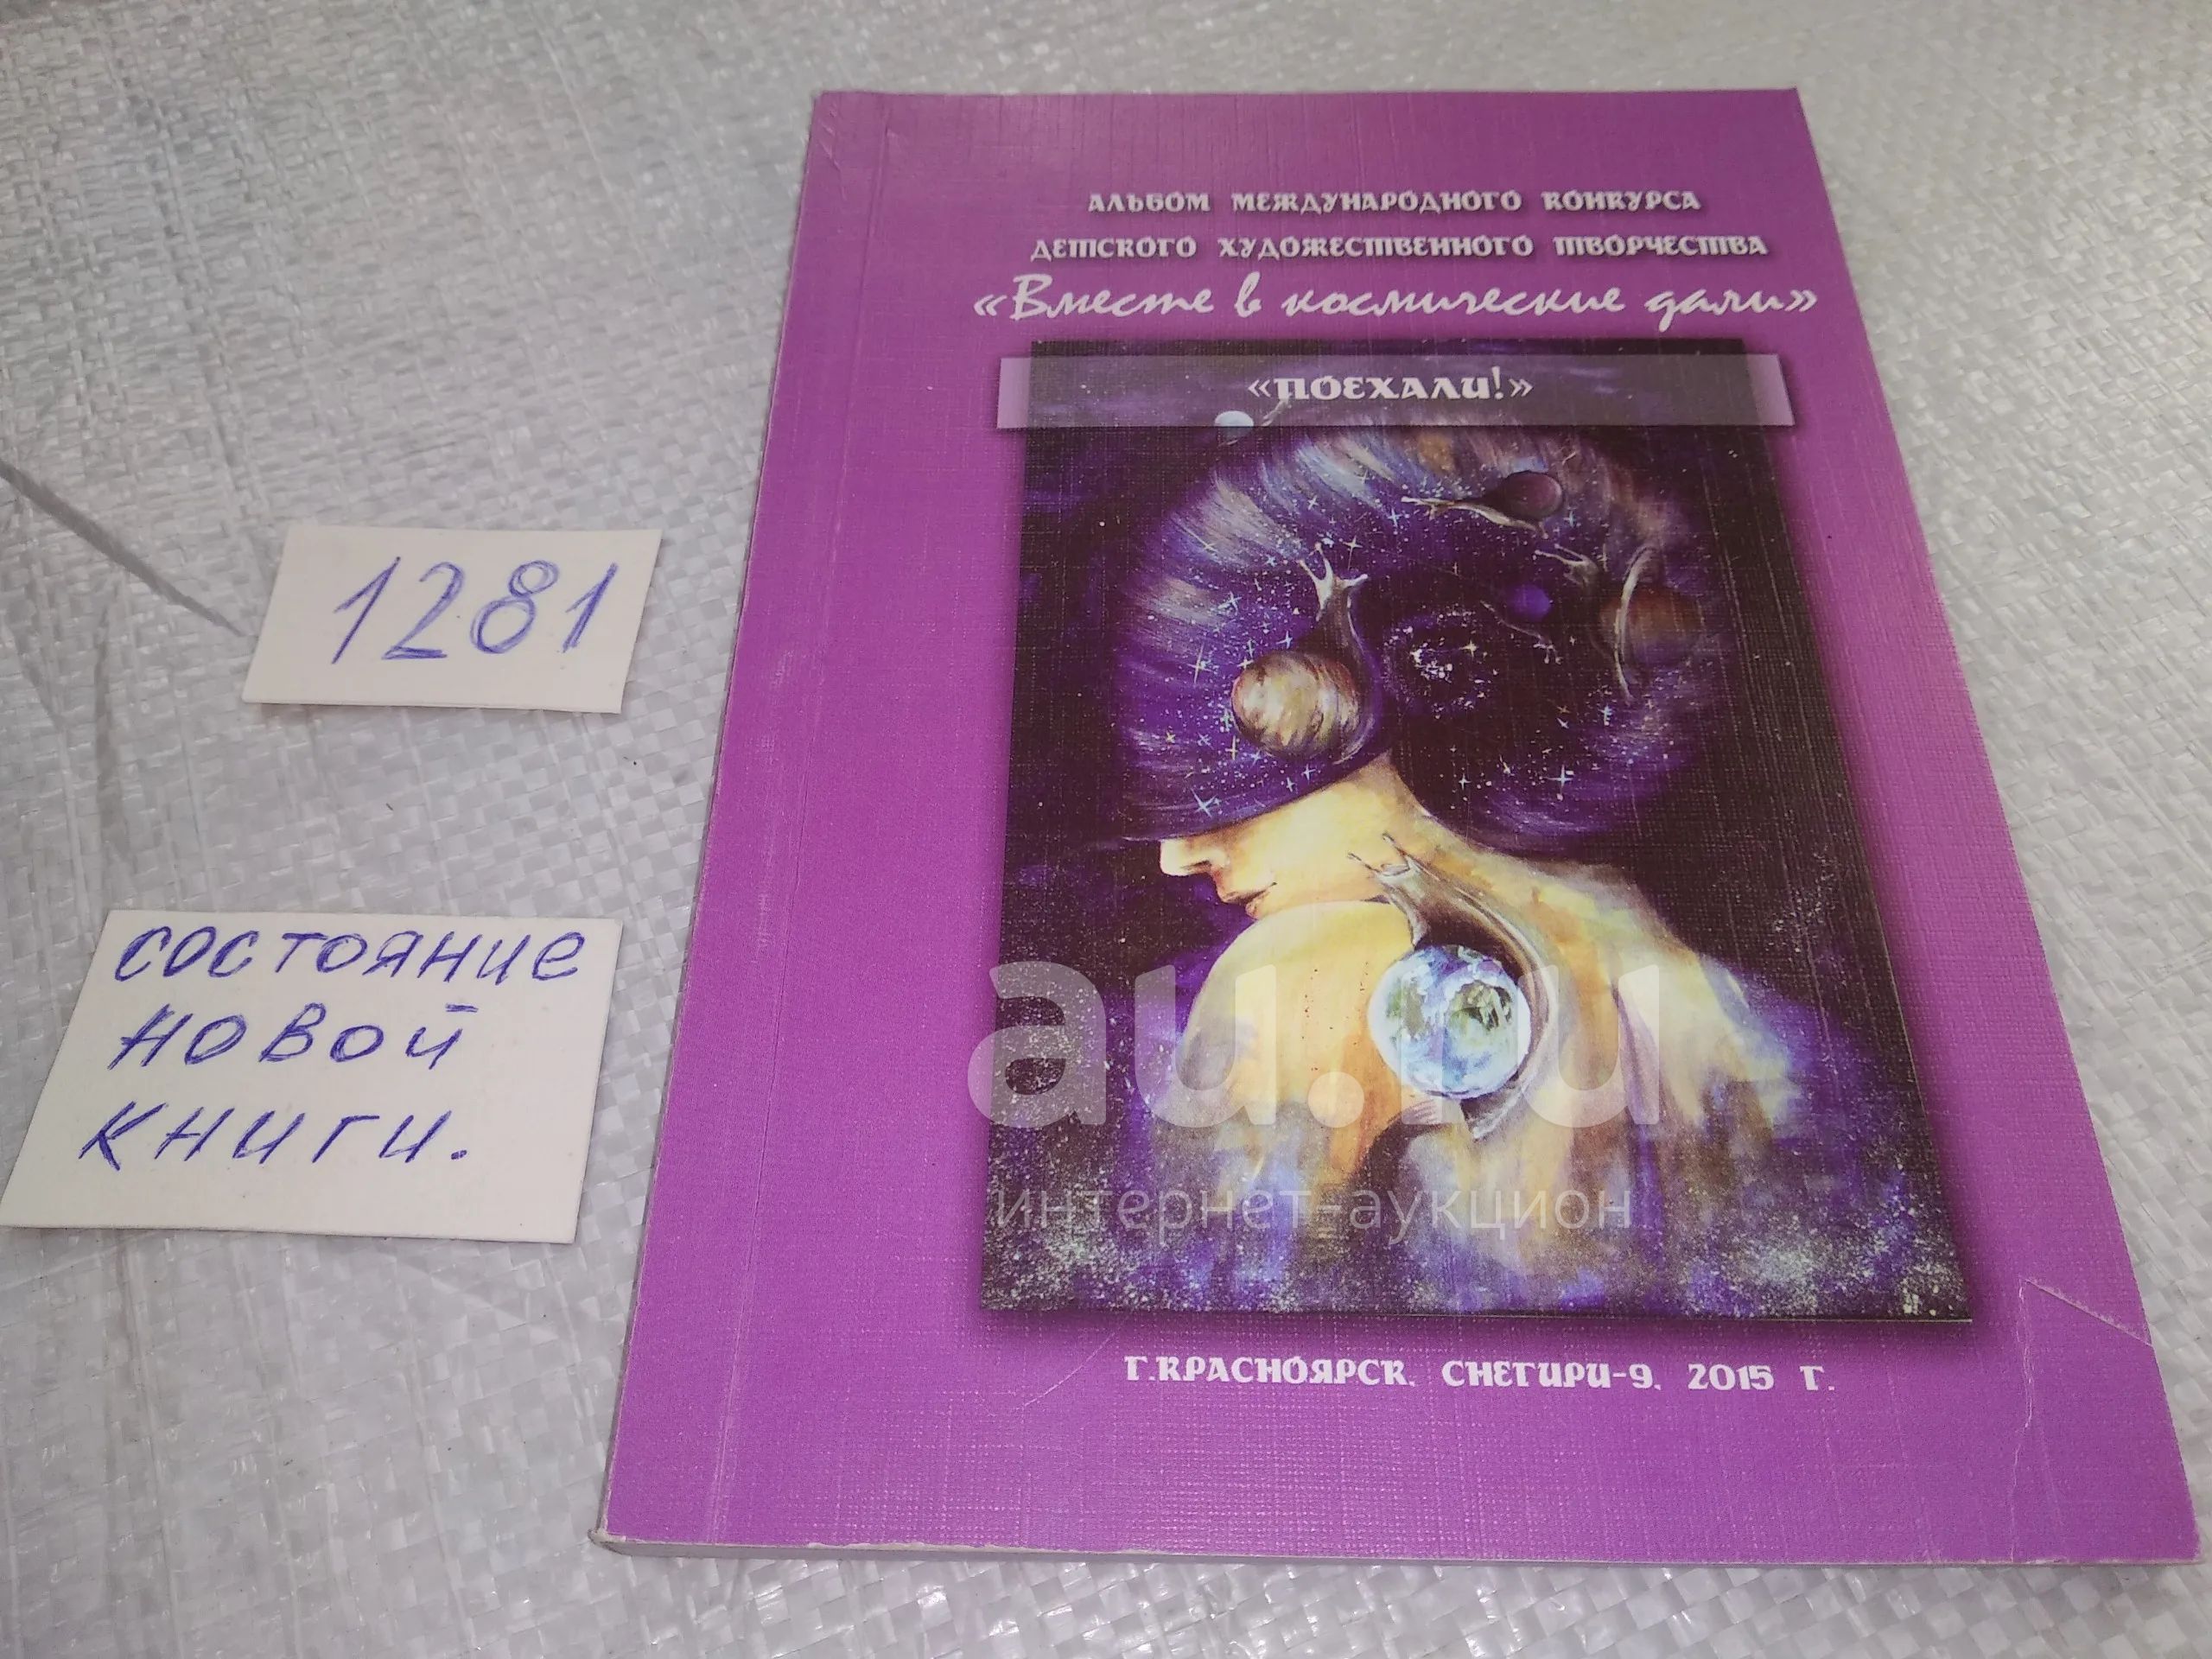 АЛЬБОМ МЕЖДУНАРОДНОГО КОНКУРСА
ДЕТСКОГО ХУДОЖЕСТВЕННОГО ТВОРЧЕСТВА
«Вместе в космические дали»
«ПОЕХАЛИ!»
1281
состояние
новой
книги.
au.ru
интернет-аукцион
Г.КРАСНОЯРСК, СНЕГИРИ-9, 2015 Г.